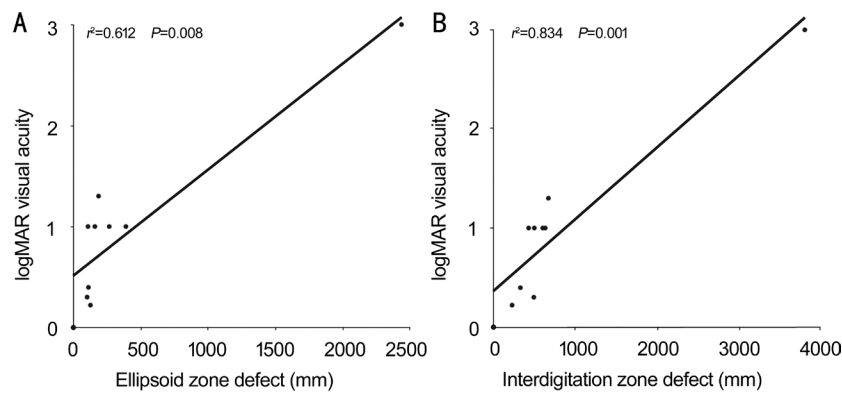 A
r²=0.612 P=0.008
logMAR visual acuity
3
2
1
0
0 500 1000 1500 2000 2500
Ellipsoid zone defect (mm)
B
r²=0.834 P=0.001
logMAR visual acuity
3
2
1
0
0 1000 2000 3000 4000
Interdigitation zone defect (mm)